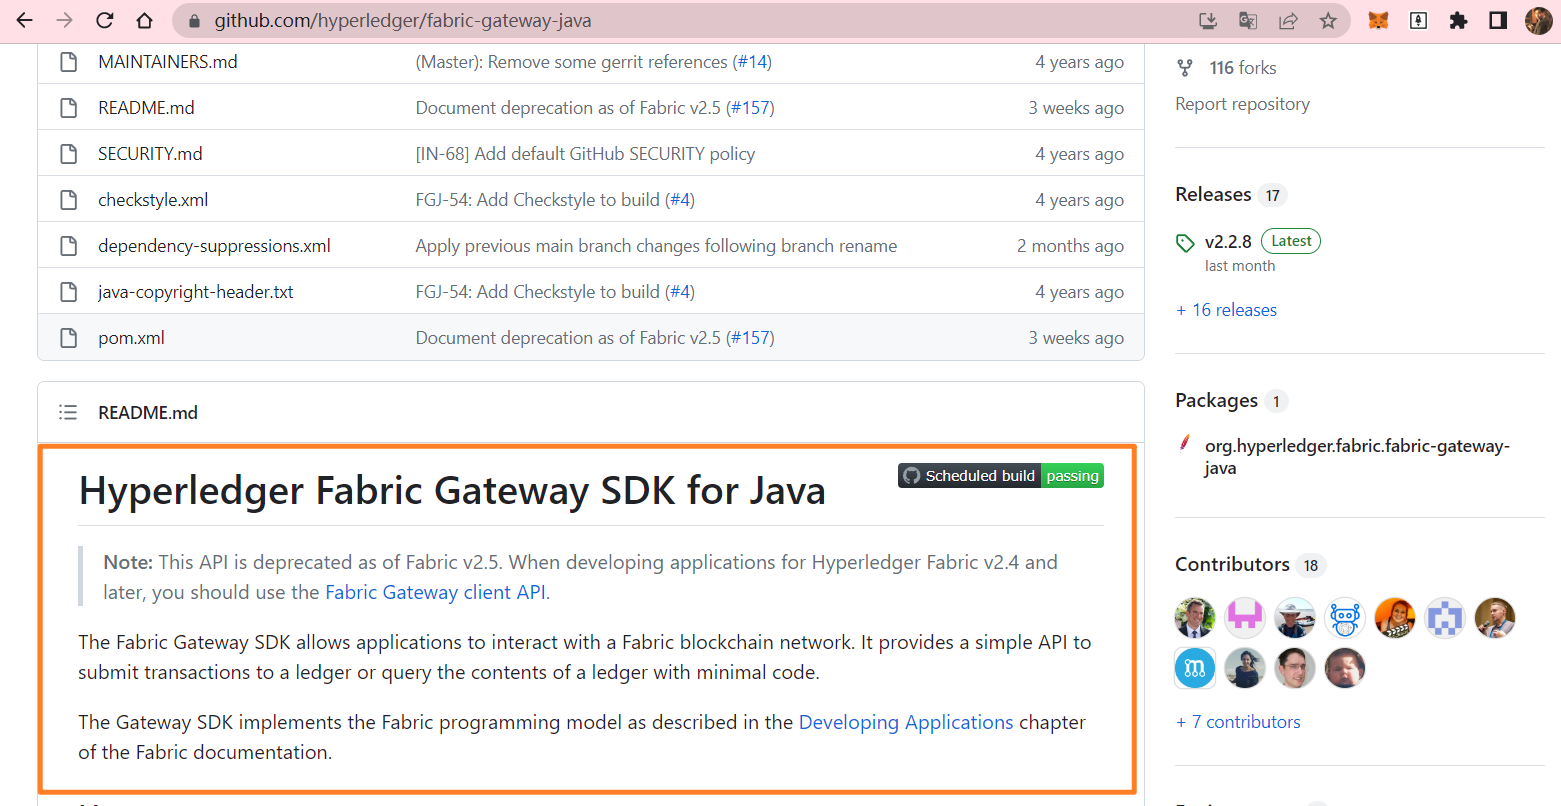 github.com/hyperledger/fabric-gateway-java
MAINTAINERS.md (Master): Remove some gerrit references (#14) 4 years ago
README.md Document deprecation as of Fabric v2.5 (#157) 3 weeks ago
SECURITY.md [IN-68] Add default GitHub SECURITY policy 4 years ago
checkstyle.xml FGJ-54: Add Checkstyle to build (#4) 4 years ago
dependency-suppressions.xml Apply previous main branch changes following branch rename 2 months ago
java-copyright-header.txt FGJ-54: Add Checkstyle to build (#4) 4 years ago
pom.xml Document deprecation as of Fabric v2.5 (#157) 3 weeks ago
README.md
Hyperledger Fabric Gateway SDK for Java
Scheduled build passing
Note: This API is deprecated as of Fabric v2.5. When developing applications for Hyperledger Fabric v2.4 and
later, you should use the Fabric Gateway client API.
The Fabric Gateway SDK allows applications to interact with a Fabric blockchain network. It provides a simple API to
submit transactions to a ledger or query the contents of a ledger with minimal code.
The Gateway SDK implements the Fabric programming model as described in the Developing Applications chapter
of the Fabric documentation.
116 forks
Report repository
Releases 17
v2.2.8 Latest
last month
+ 16 releases
Packages 1
org.hyperledger.fabric.fabric-gateway-
java
Contributors 18
m
+ 7 contributors